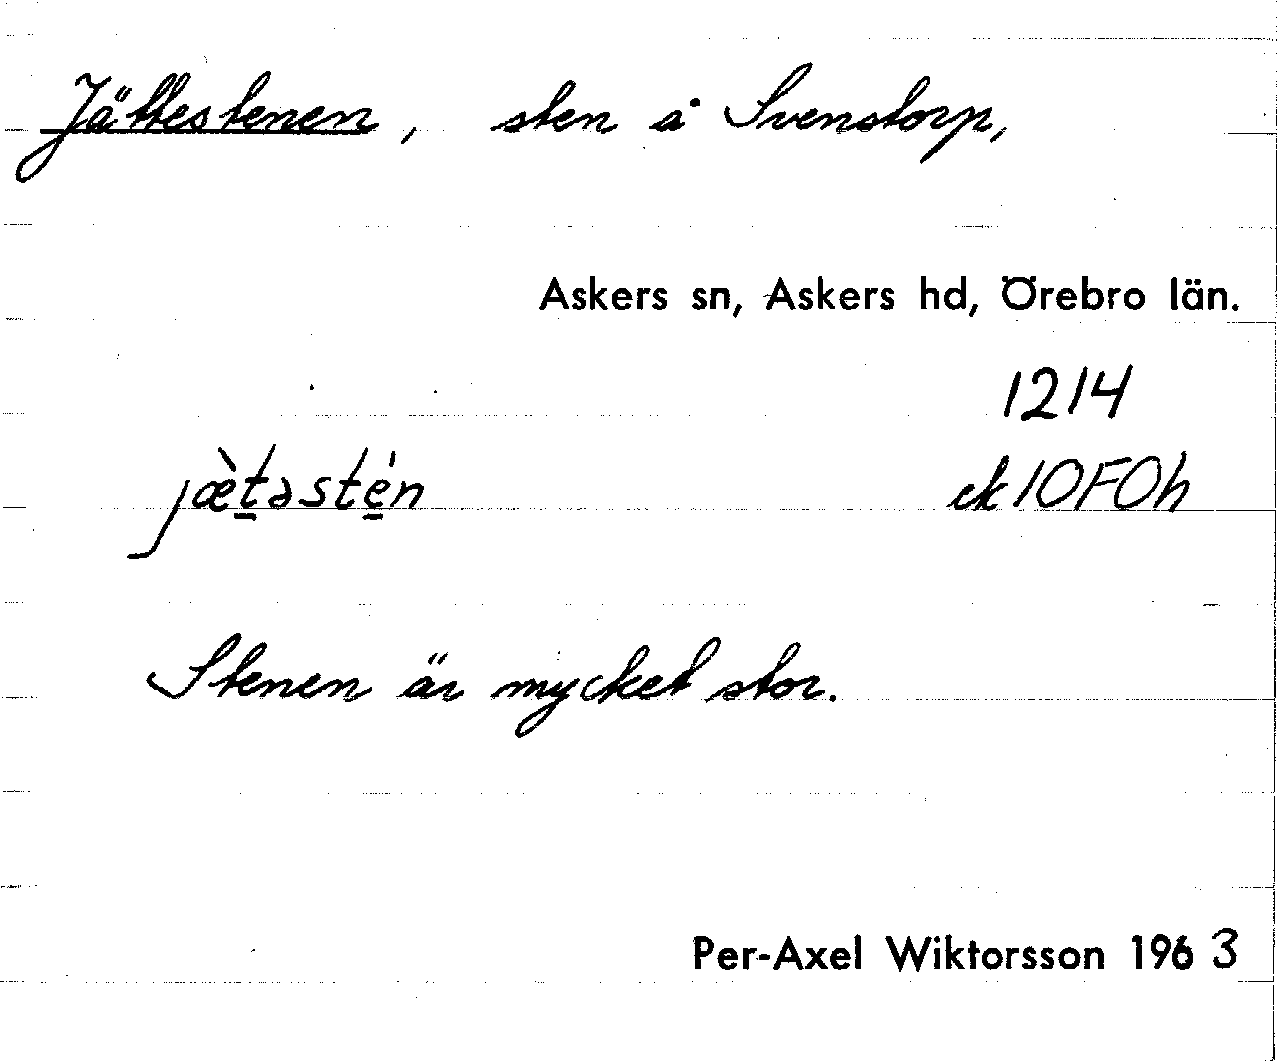 Jättestenen, sten å Svenstorp,
Askers sn, Askers hd, Örebro län.
1214
jæ̀t̲əsté̲n
ek 10F0h
Stenen är mycket stor.
Per-Axel Wiktorsson 1963